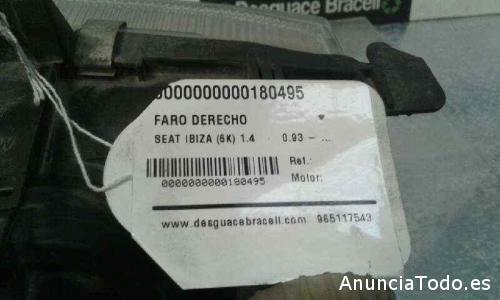 Desguace Bracell
0000000000180495
FARO DERECHO
SEAT IBIZA (6K) 1.4 0.93 - ...
Ref.:
Motor:
0000000000180495
www.desguacebracell.com 965117543
AnunciaTodo.es